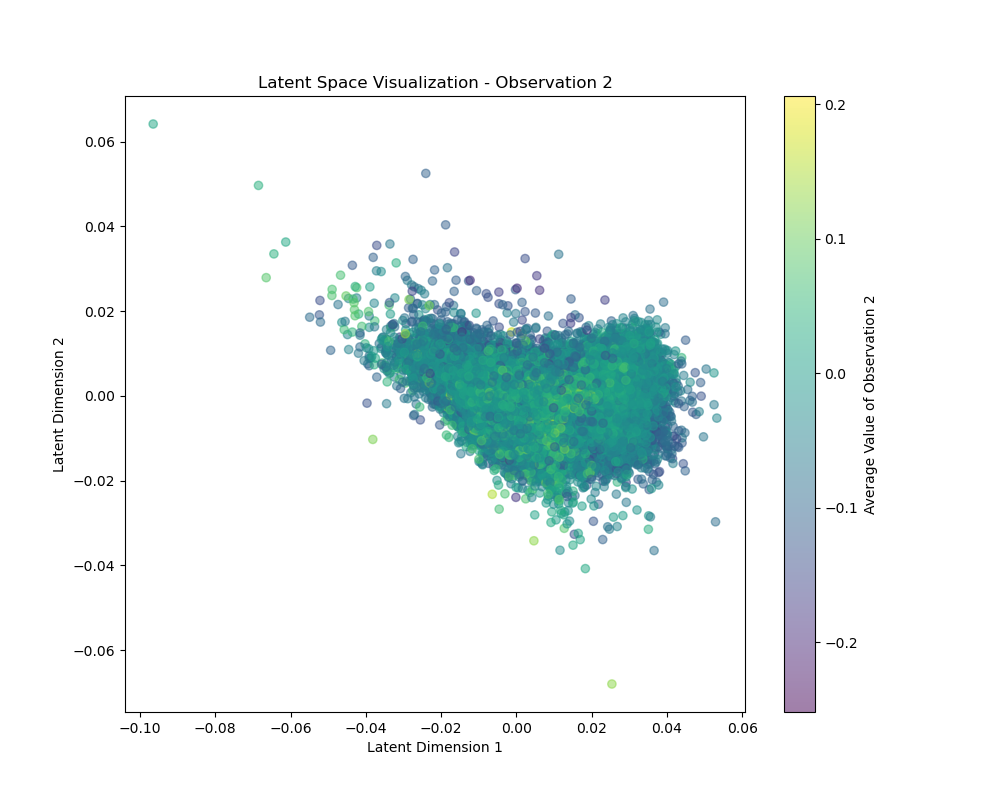 Latent Space Visualization - Observation 2
0.06
0.04
0.02
0.00
−0.02
−0.04
−0.06
Latent Dimension 2
−0.10 −0.08 −0.06 −0.04 −0.02 0.00 0.02 0.04 0.06
Latent Dimension 1
0.2
0.1
0.0
−0.1
−0.2
Average Value of Observation 2